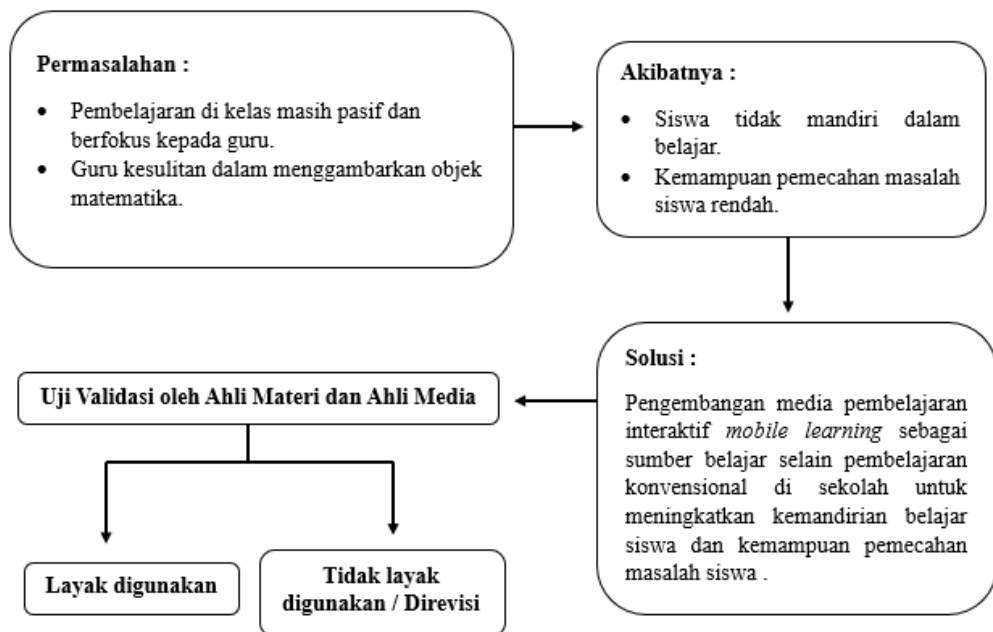 Permasalahan :
• Pembelajaran di kelas masih pasif dan
berfokus kepada guru.
• Guru kesulitan dalam menggambarkan objek
matematika.
Akibatnya :
• Siswa tidak mandiri dalam
belajar.
• Kemampuan pemecahan masalah
siswa rendah.
Solusi :
Pengembangan media pembelajaran
interaktif mobile learning sebagai
sumber belajar selain pembelajaran
konvensional di sekolah untuk
meningkatkan kemandirian belajar
siswa dan kemampuan pemecahan
masalah siswa .
Uji Validasi oleh Ahli Materi dan Ahli Media
Layak digunakan
Tidak layak
digunakan / Direvisi